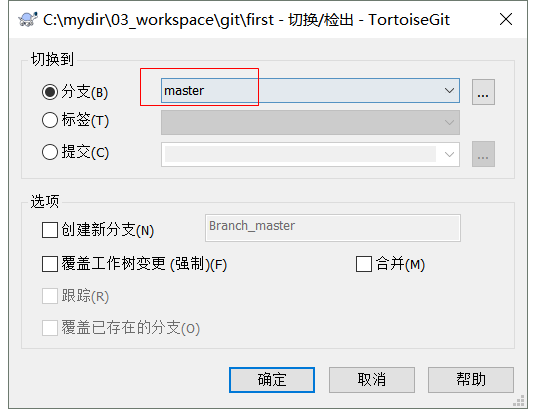 C:\mydir\03_workspace\git\first - 切换/检出 - TortoiseGit
切换到
分支(B) master ...
标签(T)
提交(C) ...
选项
创建新分支(N) Branch_master
覆盖工作树变更 (强制)(F) 合并(M)
跟踪(R)
覆盖已存在的分支(O)
确定 取消 帮助